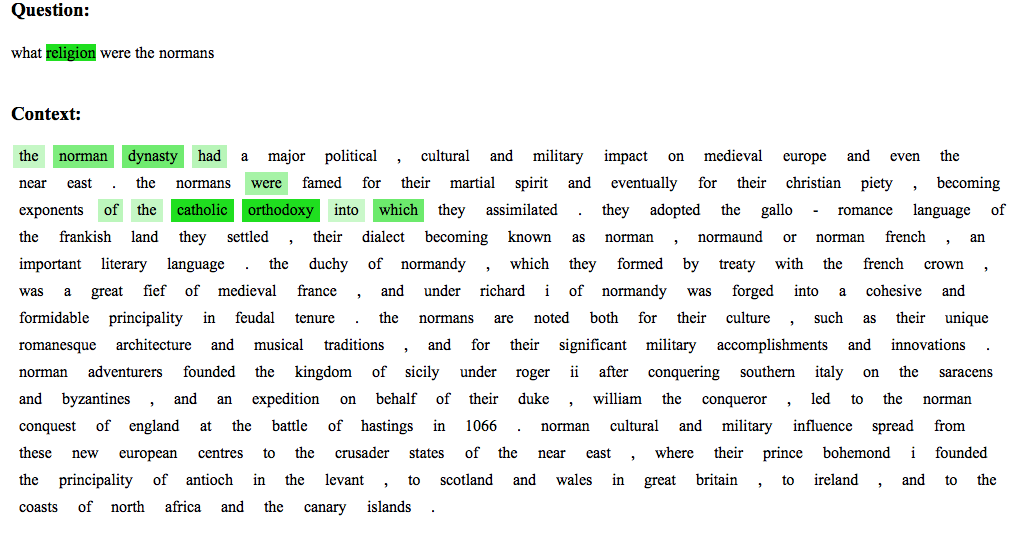 Question:
what religion were the normans
Context:
the norman dynasty had a major political , cultural and military impact on medieval europe and even the
near east . the normans were famed for their martial spirit and eventually for their christian piety , becoming
exponents of the catholic orthodoxy into which they assimilated . they adopted the gallo - romance language of
the frankish land they settled , their dialect becoming known as norman , normaund or norman french , an
important literary language . the duchy of normandy , which they formed by treaty with the french crown ,
was a great fief of medieval france , and under richard i of normandy was forged into a cohesive and
formidable principality in feudal tenure . the normans are noted both for their culture , such as their unique
romanesque architecture and musical traditions , and for their significant military accomplishments and innovations .
norman adventurers founded the kingdom of sicily under roger ii after conquering southern italy on the saracens
and byzantines , and an expedition on behalf of their duke , william the conqueror , led to the norman
conquest of england at the battle of hastings in 1066 . norman cultural and military influence spread from
these new european centres to the crusader states of the near east , where their prince bohemond i founded
the principality of antioch in the levant , to scotland and wales in great britain , to ireland , and to the
coasts of north africa and the canary islands .